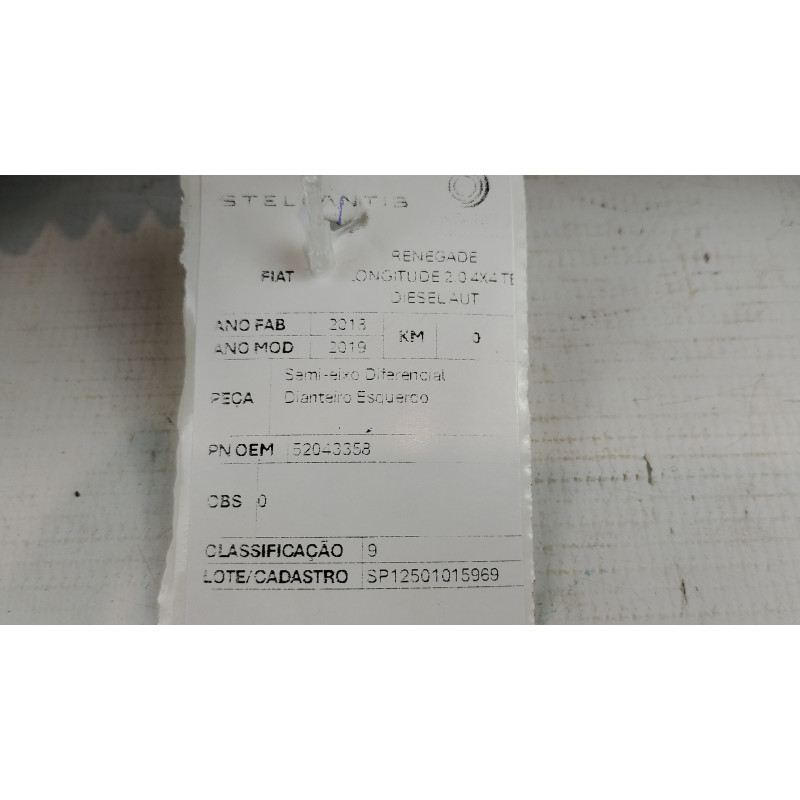 STELLANTIS
FIAT
RENEGADE
LONGITUDE 2.0 4X4 TE
DIESEL AUT
ANO FAB 2018
KM 0
ANO MOD 2019
PEÇA Semi-eixo Diferencial
Dianteiro Esquerdo
PN OEM 52043358
OBS 0
CLASSIFICAÇÃO 9
LOTE/CADASTRO SP12501015969